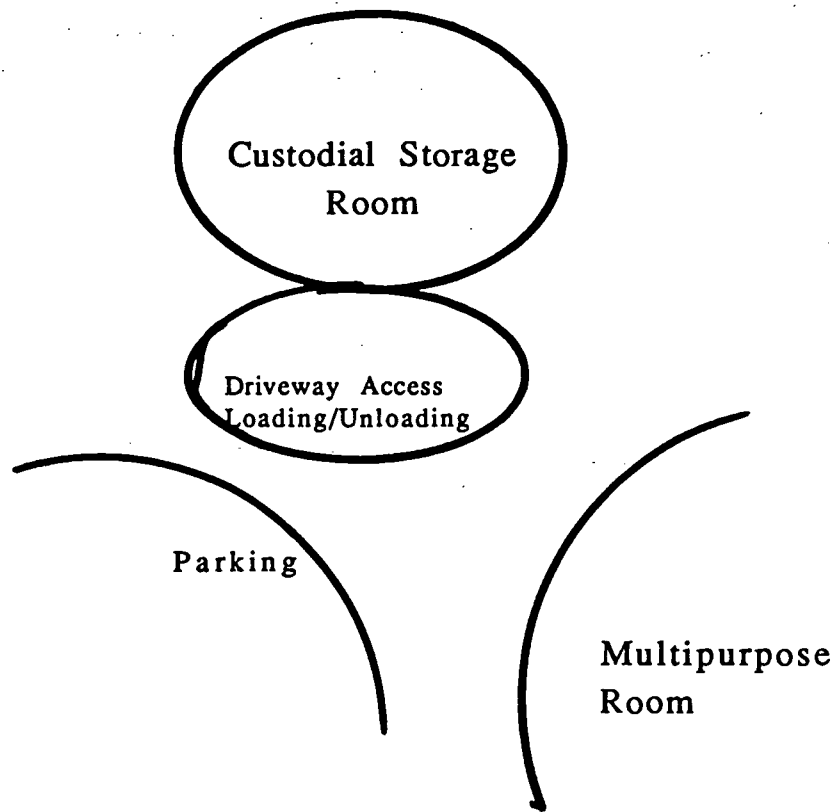 Custodial Storage
Room
Driveway Access
Loading/Unloading
Parking
Multipurpose
Room